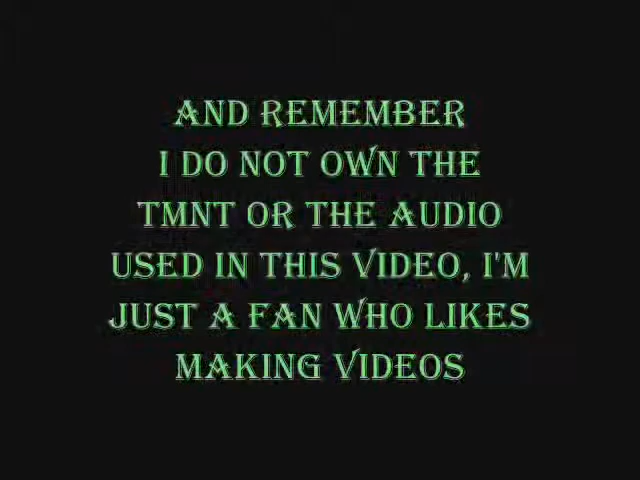 AND REMEMBER
I DO NOT OWN THE
TMNT OR THE AUDIO
USED IN THIS VIDEO, I'M
JUST A FAN WHO LIKES
MAKING VIDEOS